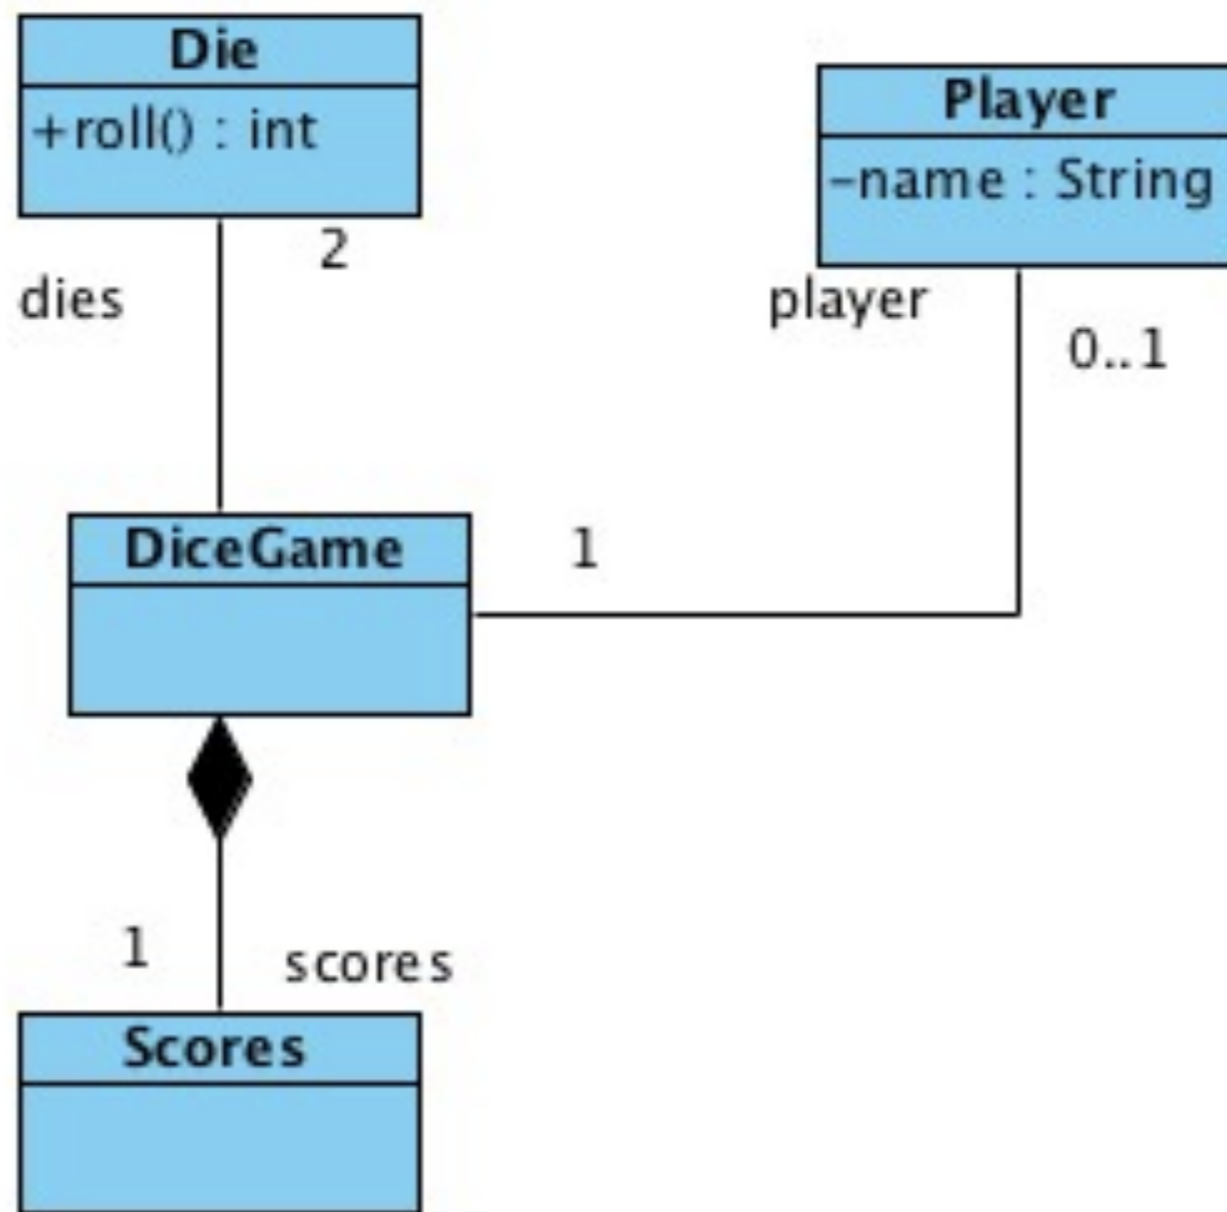 Die
+roll() : int
2
dies
Player
-name : String
player
0..1
DiceGame
1
1
scores
Scores